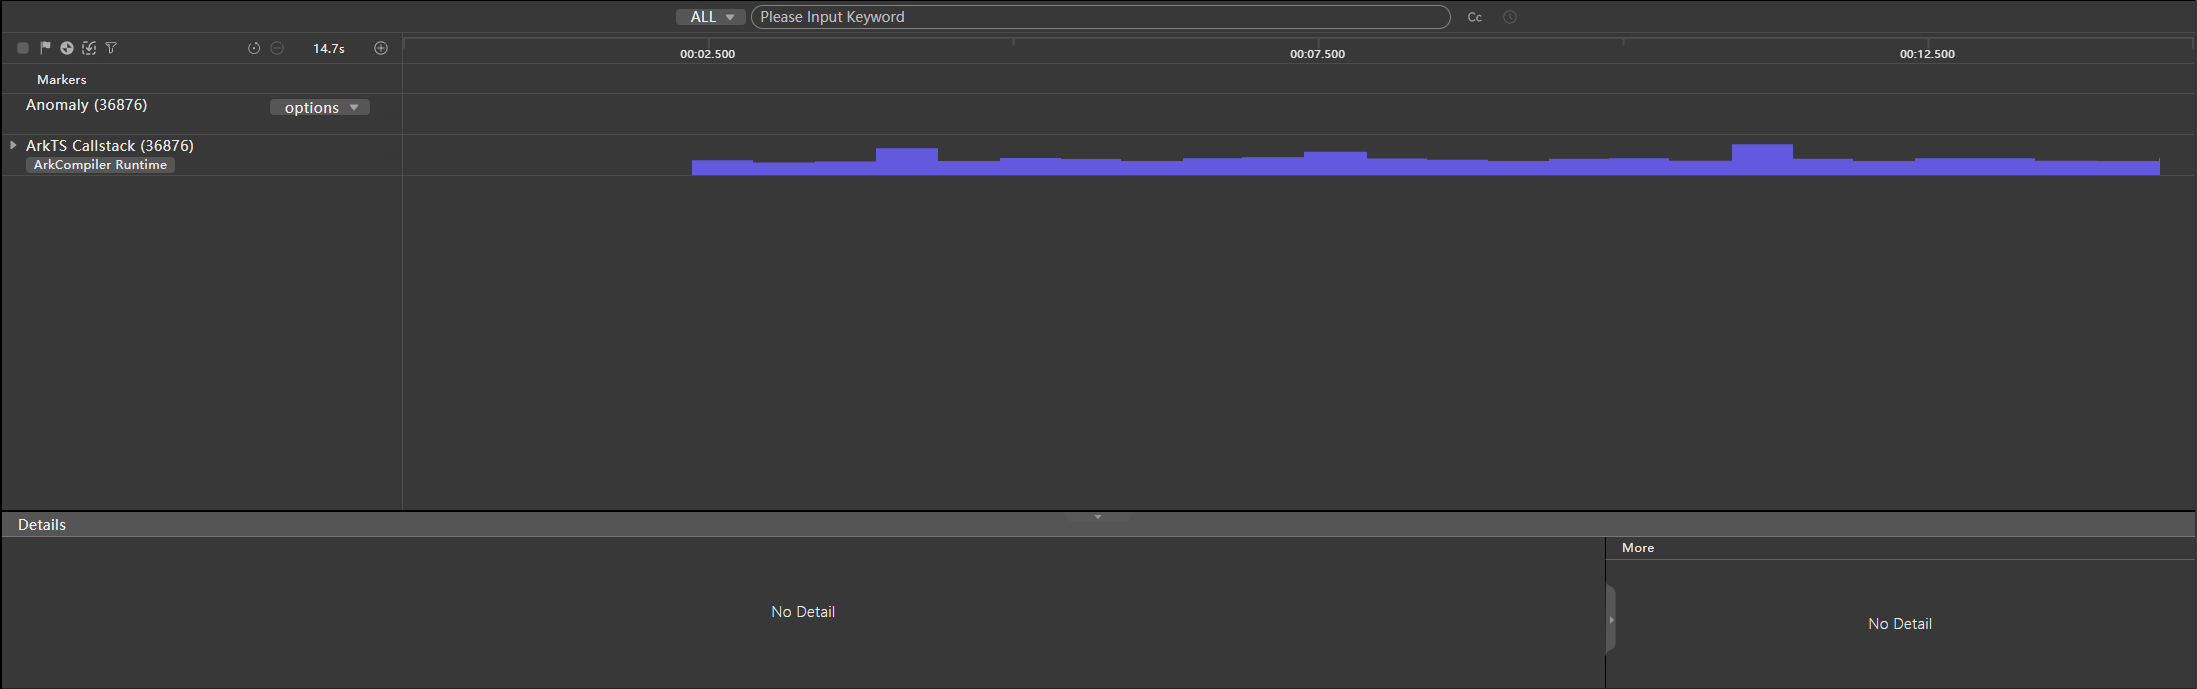 ALL
Please Input Keyword
Cc
14.7s
00:02.500
00:07.500
00:12.500
Markers
Anomaly (36876)
options
ArkTS Callstack (36876)
ArkCompiler Runtime
Details
More
No Detail
No Detail